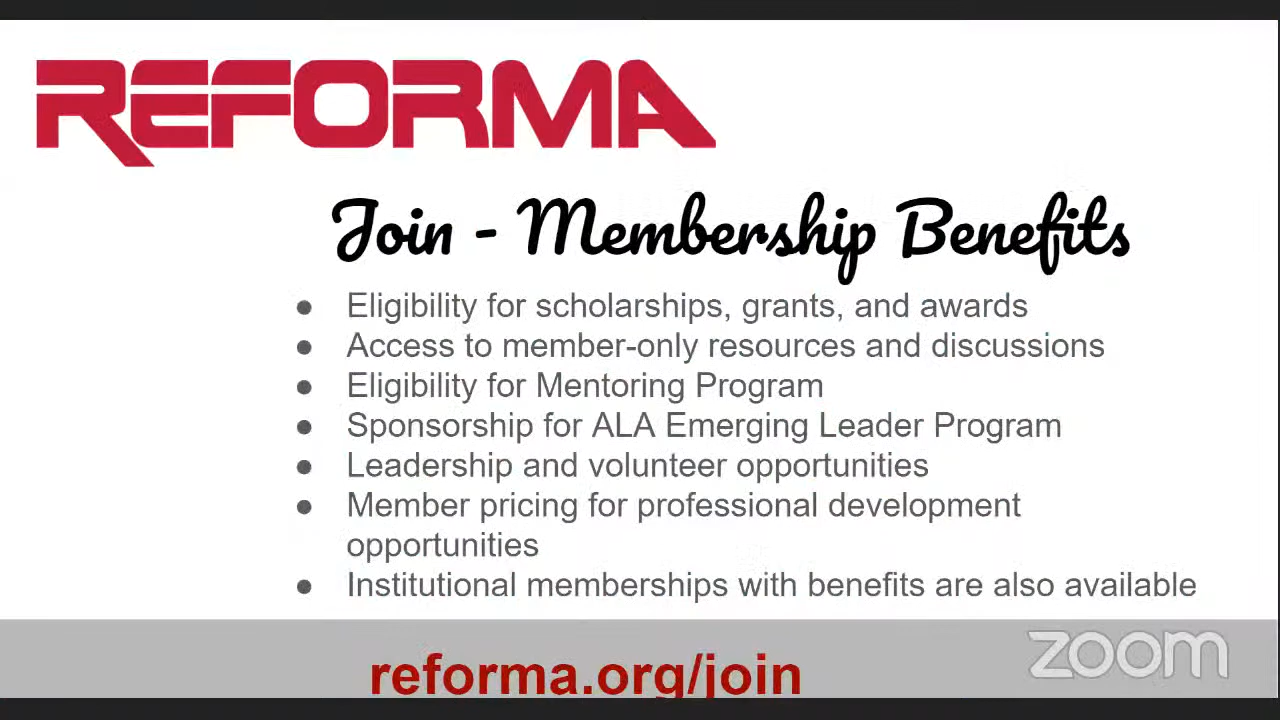 REFORMA
Join - Membership Benefits
● Eligibility for scholarships, grants, and awards
● Access to member-only resources and discussions
● Eligibility for Mentoring Program
● Sponsorship for ALA Emerging Leader Program
● Leadership and volunteer opportunities
● Member pricing for professional development
opportunities
● Institutional memberships with benefits are also available
zoom
reforma.org/join